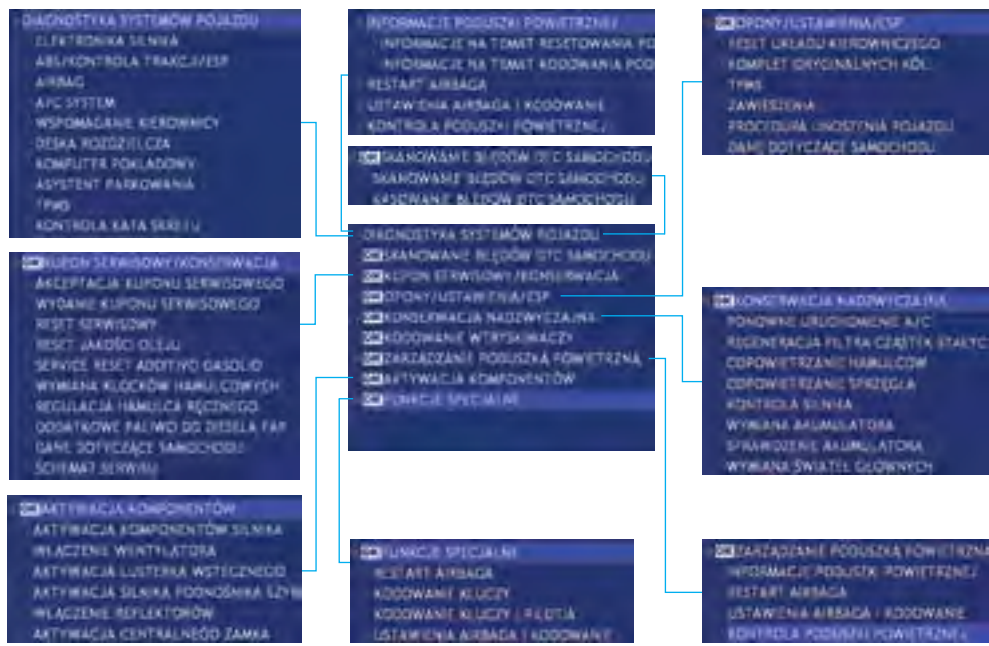 DIAGNOSTYKA SYSTEMÓW POJAZDU
ELEKTRONIKA SILNIKA
ABS/KONTROLA TRAKCJI/ESP
AIRBAG
A/C SYSTEM
WSPOMAGANIE KIEROWNICY
DESKA ROZDZIELCZA
KOMPUTER POKŁADOWY
ASYSTENT PARKOWANIA
TPMS
KONTROLA KĄTA SKRĘTU
INFORMACJE PODUSZKI POWIETRZNEJ
INFORMACJE NA TEMAT RESETOWANIA PO
INFORMACJE NA TEMAT KODOWANIA POD
RESTART AIRBAGA
USTAWIENIA AIRBAGA I KODOWANIE
KONTROLA PODUSZKI POWIETRZNEJ
SKANOWANIE BŁĘDÓW DTC SAMOCHODU
SKANOWANIE BŁĘDÓW DTC SAMOCHODU
KASOWANIE BŁĘDÓW DTC SAMOCHODU
OPONY/USTAWIENIA/ESP
RESET UKŁADU KIEROWNICZEGO
KOMPLET ORYGINALNYCH KÓŁ
TPMS
ZAWIESZENIA
PROCEDURA UNOSZENIA POJAZDU
DANE DOTYCZĄCE SAMOCHODU
DIAGNOSTYKA SYSTEMÓW POJAZDU
SKANOWANIE BŁĘDÓW DTC SAMOCHODU
KUPON SERWISOWY/KONSERWACJA
OPONY/USTAWIENIA/ESP
KONSERWACJA NADZWYCZAJNA
KODOWANIE WTRYSKIWACZY
ZARZĄDZANIE PODUSZKĄ POWIETRZNĄ
AKTYWACJA KOMPONENTÓW
FUNKCJE SPECJALNE
KUPON SERWISOWY/KONSERWACJA
AKCEPTACJA KUPONU SERWISOWEGO
WYDANIE KUPONU SERWISOWEGO
RESET SERWISOWY
RESET JAKOŚCI OLEJU
SERVICE RESET ADDITIVO GASOLIO
WYMIANA KLOCKÓW HAMULCOWYCH
REGULACJA HAMULCA RĘCZNEGO
DODATKOWE PALIWO DO DIESELA FAP
DANE DOTYCZĄCE SAMOCHODU
SCHEMAT SERWISU
KONSERWACJA NADZWYCZAJNA
PONOWNE URUCHOMIENIE A/C
REGENERACJA FILTRA CZĄSTEK STAŁYC
ODPOWIETRZANIE HAMULCÓW
ODPOWIETRZANIE SPRZĘGŁA
KONTROLA SILNIKA
WYMIANA AKUMULATORA
SPRAWDZENIE AKUMULATORA
WYMIANA ŚWIATEŁ GŁÓWNYCH
AKTYWACJA KOMPONENTÓW
AKTYWACJA KOMPONENTÓW SILNIKA
WŁĄCZENIE WENTYLATORA
AKTYWACJA LUSTERKA WSTECZNEGO
AKTYWACJA SILNIKA PODNOŚNIKA SZYB
WŁĄCZENIE REFLEKTORÓW
AKTYWACJA CENTRALNEGO ZAMKA
FUNKCJE SPECJALNE
RESTART AIRBAGA
KODOWANIE KLUCZY
KODOWANIE KLUCZY I PILOTA
USTAWIENIA AIRBAGA I KODOWANIE
ZARZĄDZANIE PODUSZKĄ POWIETRZNĄ
INFORMACJE PODUSZKI POWIETRZNEJ
RESTART AIRBAGA
USTAWIENIA AIRBAGA I KODOWANIE
KONTROLA PODUSZKI POWIETRZNEJ